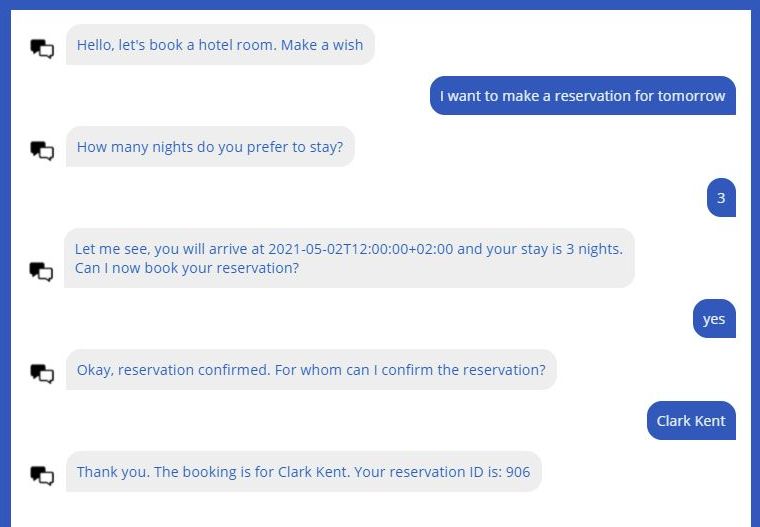 Hello, let's book a hotel room. Make a wish
I want to make a reservation for tomorrow
How many nights do you prefer to stay?
3
Let me see, you will arrive at 2021-05-02T12:00:00+02:00 and your stay is 3 nights.
Can I now book your reservation?
yes
Okay, reservation confirmed. For whom can I confirm the reservation?
Clark Kent
Thank you. The booking is for Clark Kent. Your reservation ID is: 906